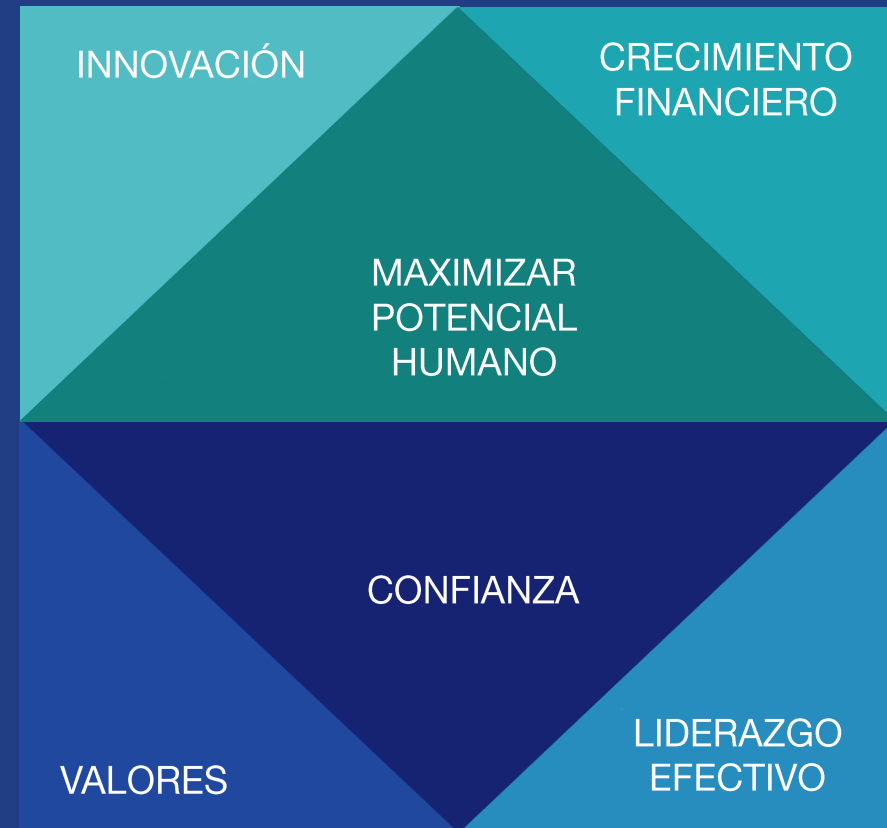 INNOVACIÓN
CRECIMIENTO
FINANCIERO
MAXIMIZAR
POTENCIAL
HUMANO
CONFIANZA
VALORES
LIDERAZGO
EFECTIVO